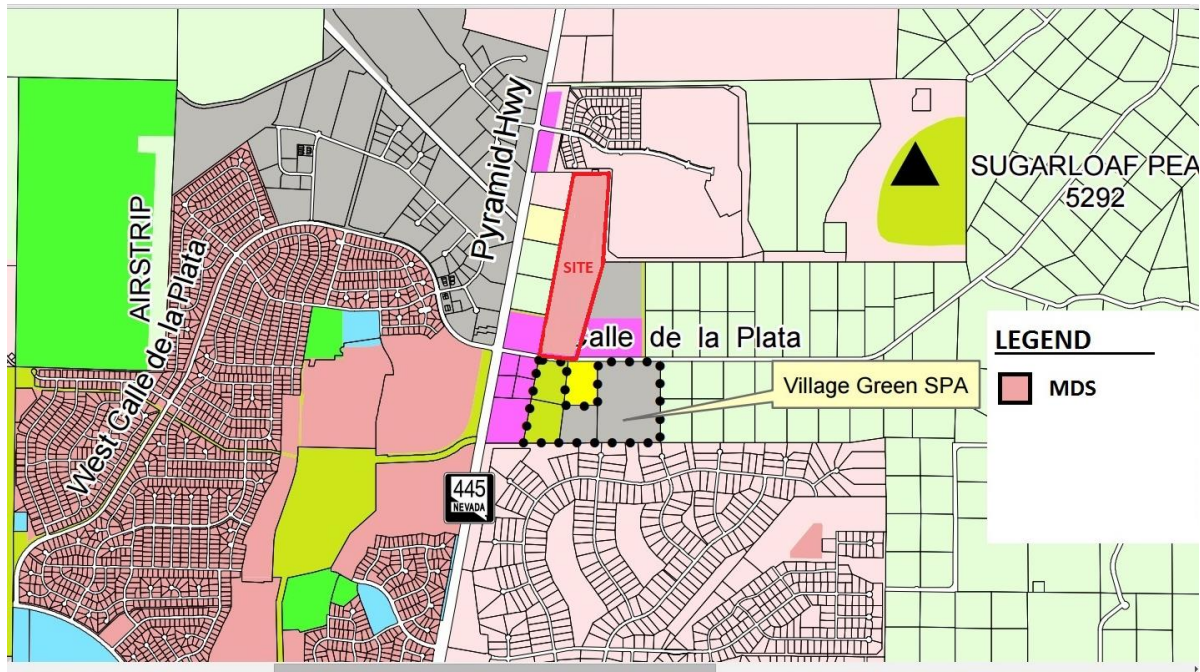 Pyramid Hwy
AIRSTRIP
West Calle de la Plata
SUGARLOAF PEA
5292
SITE
Calle de la Plata
LEGEND
MDS
Village Green SPA
445
NEVADA